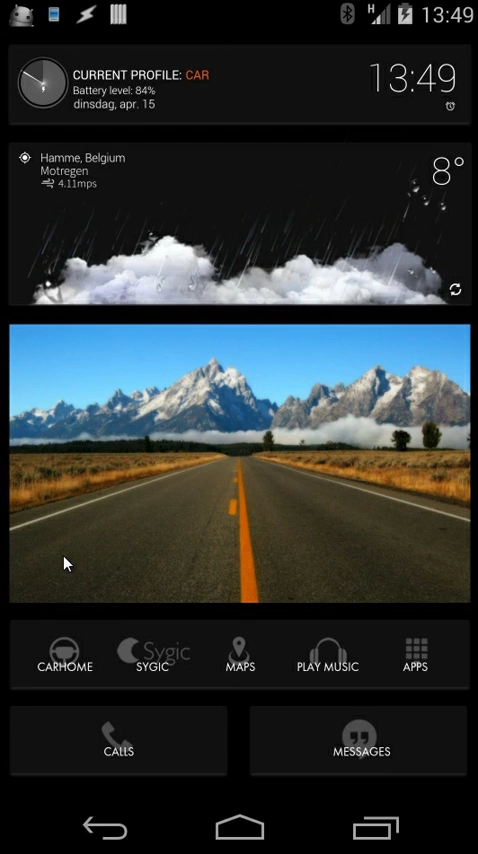 H
13:49
CURRENT PROFILE: CAR
Battery level: 84%
dinsdag, apr. 15
13:49
Hamme, Belgium
Motregen
4.11mps
8°
Sygic
CARHOME
SYGIC
MAPS
PLAY MUSIC
APPS
CALLS
MESSAGES